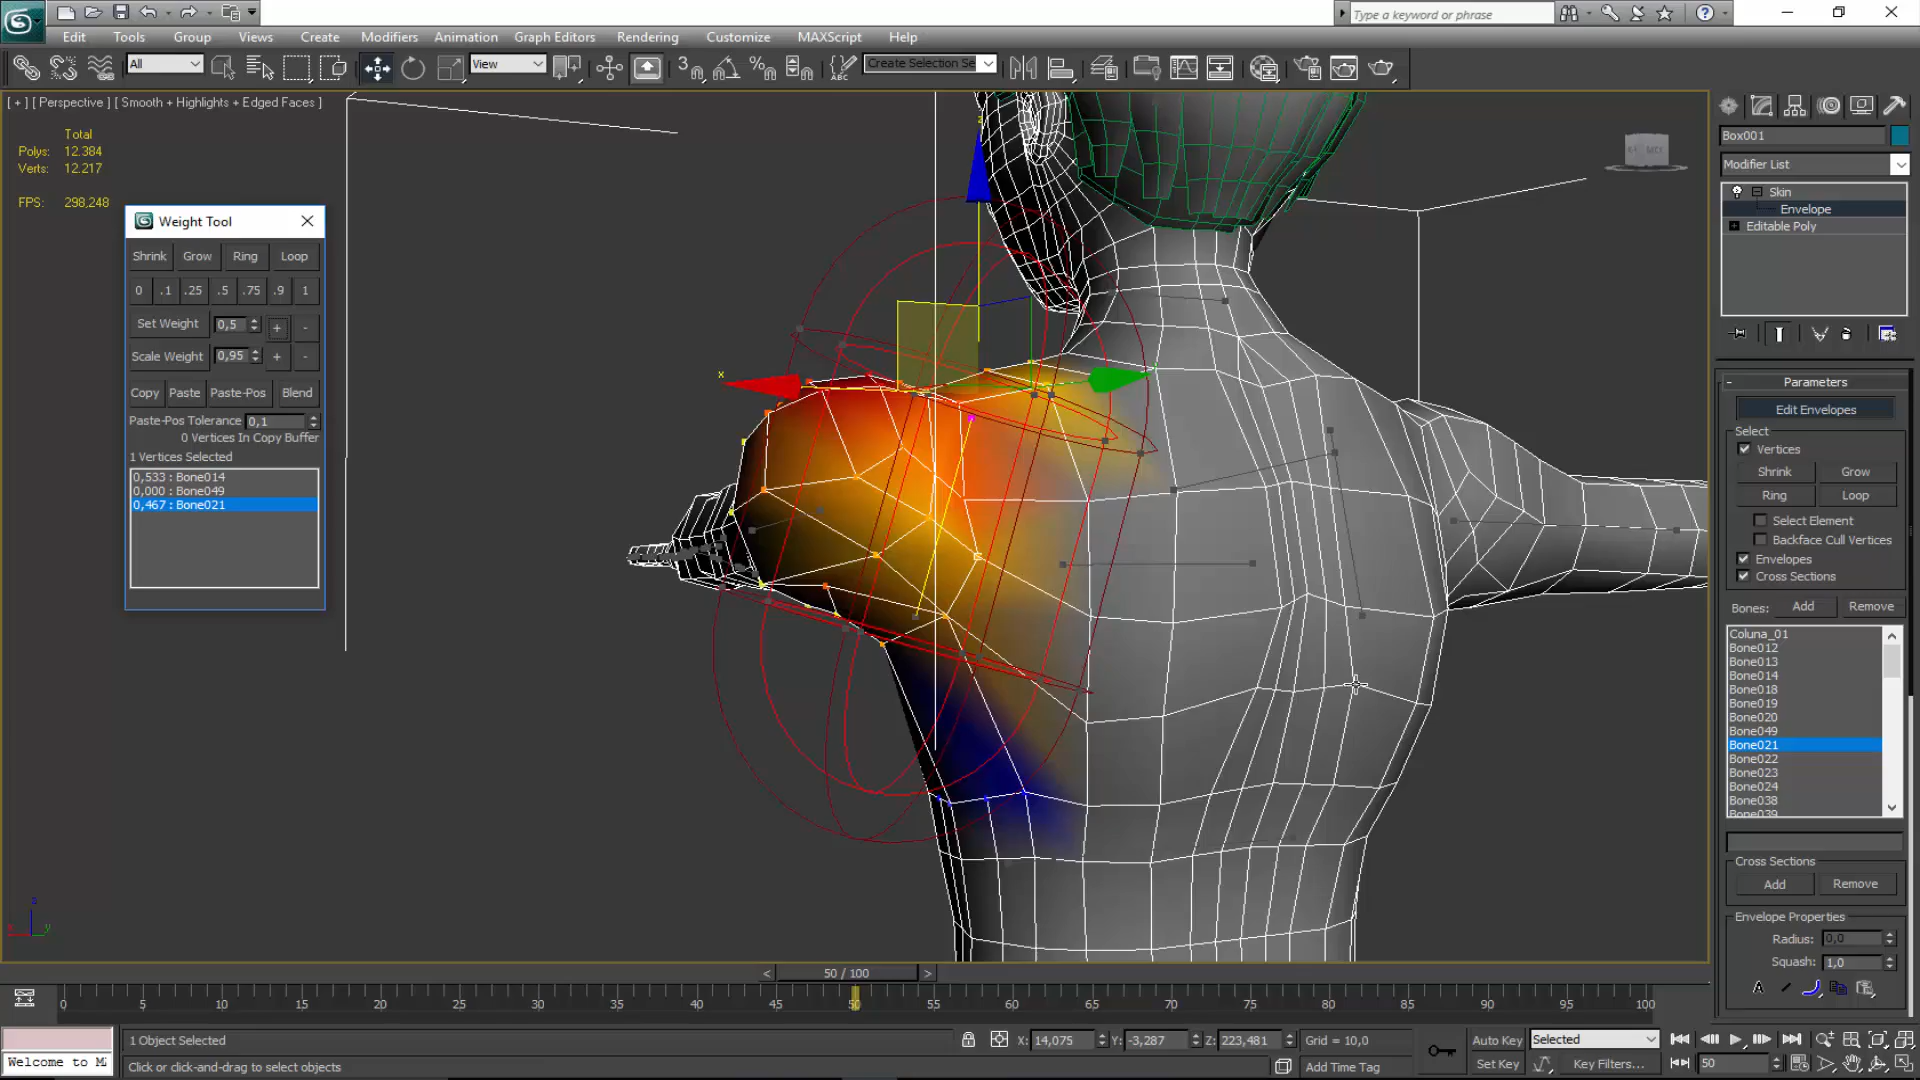 Type a keyword or phrase
Edit Tools Group Views Create Modifiers Animation Graph Editors Rendering Customize MAXScript Help
All View Create Selection Se
[ + ] [ Perspective ] [ Smooth + Highlights + Edged Faces ]
Total
Polys: 12.384
Verts: 12.217
FPS: 298,248
Weight Tool
Shrink Grow Ring Loop
0 .1 .25 .5 .75 .9 1
Set Weight 0,5 + -
Scale Weight 0,95 + -
Copy Paste Paste-Pos Blend
Paste-Pos Tolerance 0,1
0 Vertices In Copy Buffer
1 Vertices Selected
0,533 : Bone014
0,000 : Bone049
0,467 : Bone021
x
z
Box001
Modifier List
Skin
Envelope
Editable Poly
Parameters
Edit Envelopes
Select
Vertices
Shrink Grow
Ring Loop
Select Element
Backface Cull Vertices
Envelopes
Cross Sections
Bones: Add Remove
Coluna_01
Bone012
Bone013
Bone014
Bone018
Bone019
Bone020
Bone049
Bone021
Bone022
Bone023
Bone024
Bone038
Bone039
Cross Sections
Add Remove
Envelope Properties
Radius: 0,0
Squash: 1,0
< 50 / 100 >
0 5 10 15 20 25 30 35 40 45 50 55 60 65 70 75 80 85 90 95 100
1 Object Selected X: 14,075 Y: -3,287 Z: 223,481 Grid = 10,0 Auto Key Selected
Welcome to M Click or click-and-drag to select objects Add Time Tag Set Key Key Filters... 50